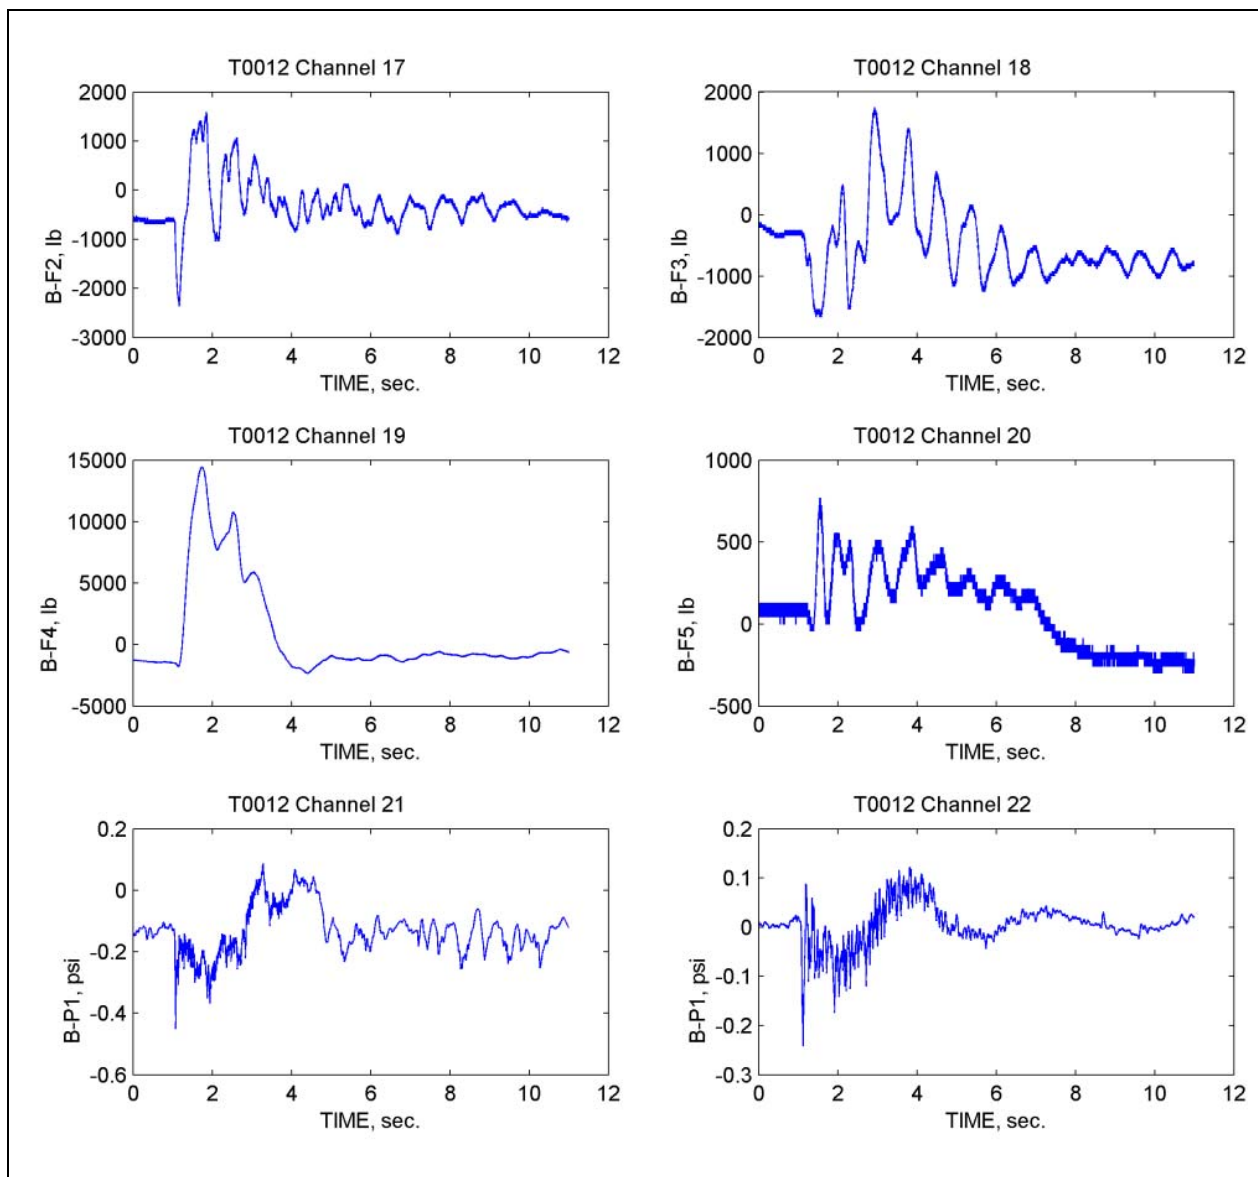 T0012 Channel 17
2000
1000
0
-1000
-2000
-3000
B-F2, lb
0 2 4 6 8 10 12
TIME, sec.
T0012 Channel 18
2000
1000
0
-1000
-2000
B-F3, lb
0 2 4 6 8 10 12
TIME, sec.
T0012 Channel 19
15000
10000
5000
0
-5000
B-F4, lb
0 2 4 6 8 10 12
TIME, sec.
T0012 Channel 20
1000
500
0
-500
B-F5, lb
0 2 4 6 8 10 12
TIME, sec.
T0012 Channel 21
0.2
0
-0.2
-0.4
-0.6
B-P1, psi
0 2 4 6 8 10 12
TIME, sec.
T0012 Channel 22
0.2
0.1
0
-0.1
-0.2
-0.3
B-P1, psi
0 2 4 6 8 10 12
TIME, sec.